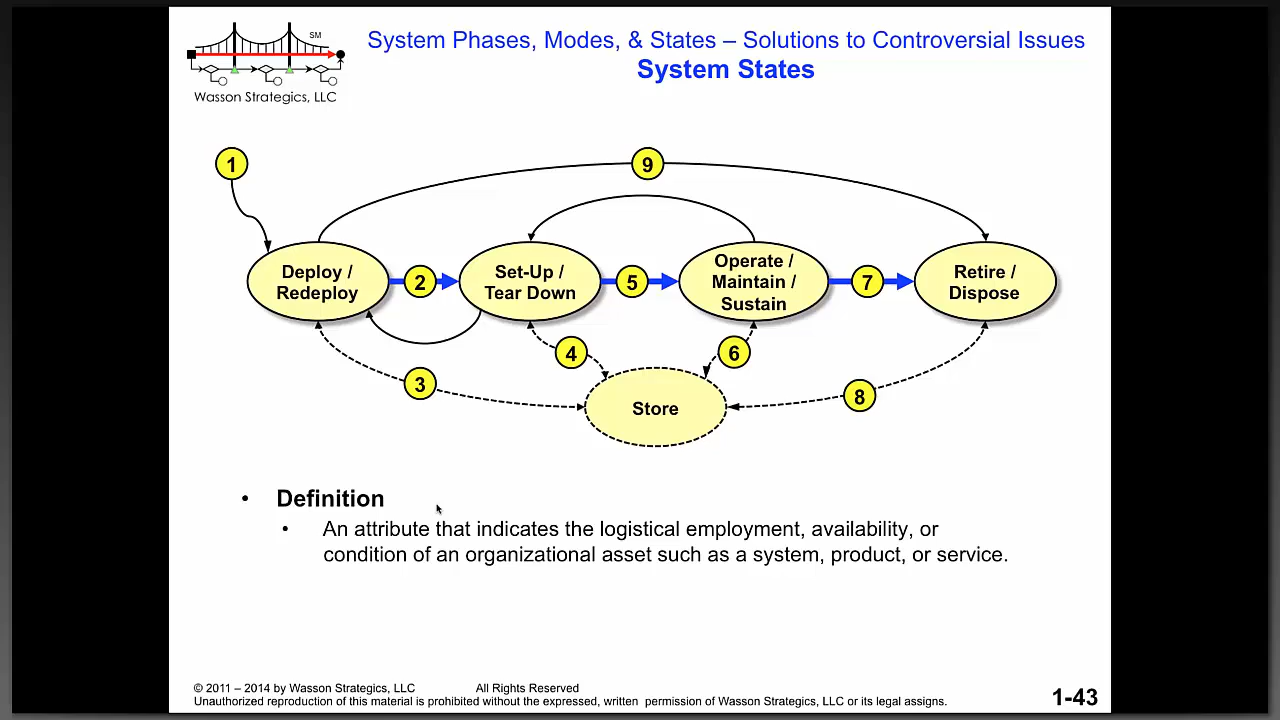 SM
Wasson Strategics, LLC
System Phases, Modes, & States – Solutions to Controversial Issues
System States
1
9
Deploy /
Redeploy
2
Set-Up /
Tear Down
5
Operate /
Maintain /
Sustain
7
Retire /
Dispose
3
4
6
8
Store
• Definition
• An attribute that indicates the logistical employment, availability, or
condition of an organizational asset such as a system, product, or service.
© 2011 – 2014 by Wasson Strategics, LLC All Rights Reserved
Unauthorized reproduction of this material is prohibited without the expressed, written permission of Wasson Strategics, LLC or its legal assigns.
1-43